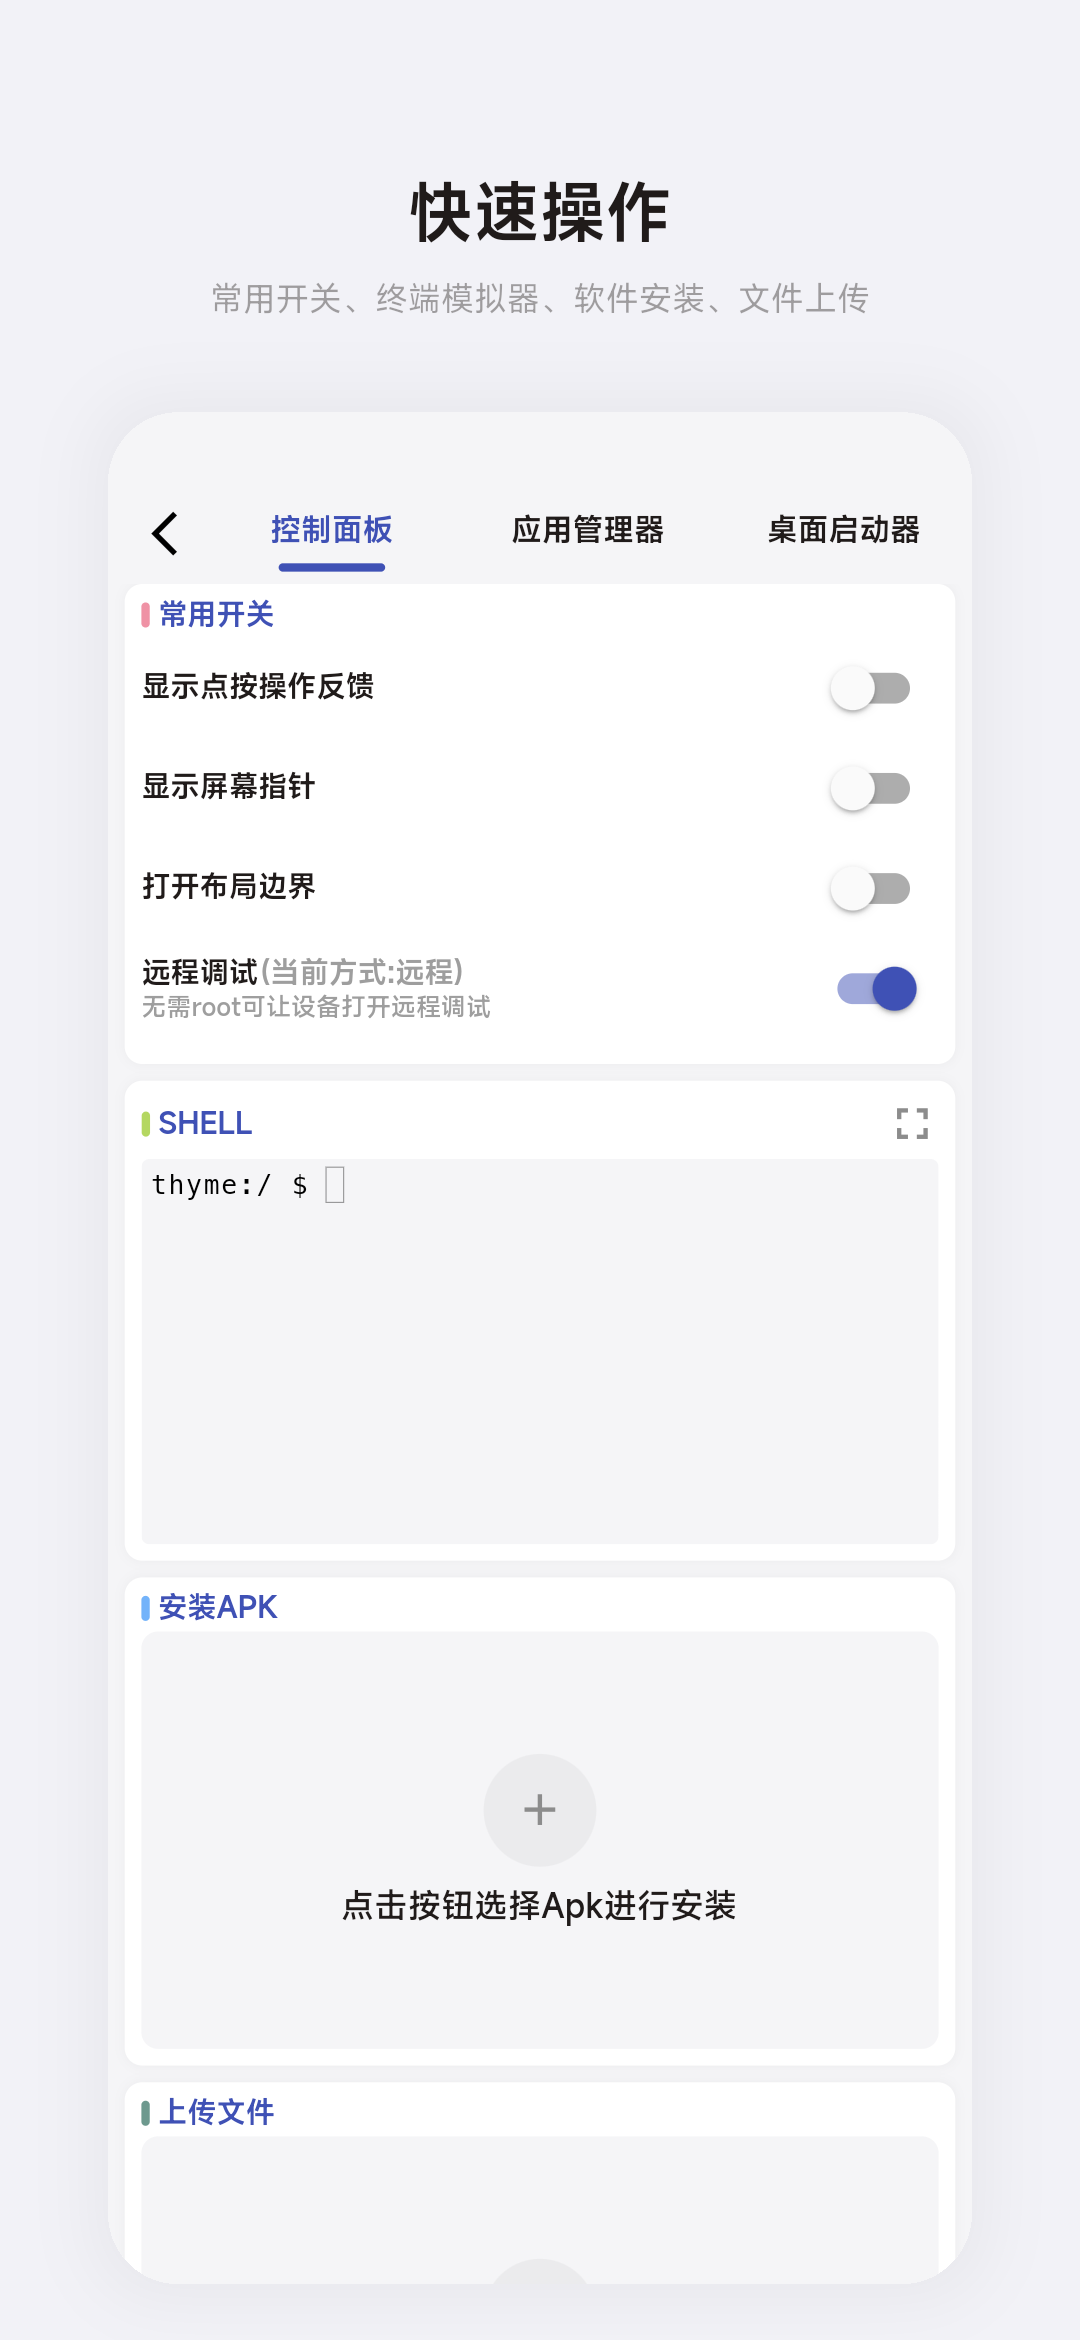 快速操作
常用开关、终端模拟器、软件安装、文件上传
控制面板 应用管理器 桌面启动器
常用开关
显示点按操作反馈
显示屏幕指针
打开布局边界
远程调试(当前方式:远程)
无需root可让设备打开远程调试
SHELL
thyme:/ $
安装APK
点击按钮选择Apk进行安装
上传文件